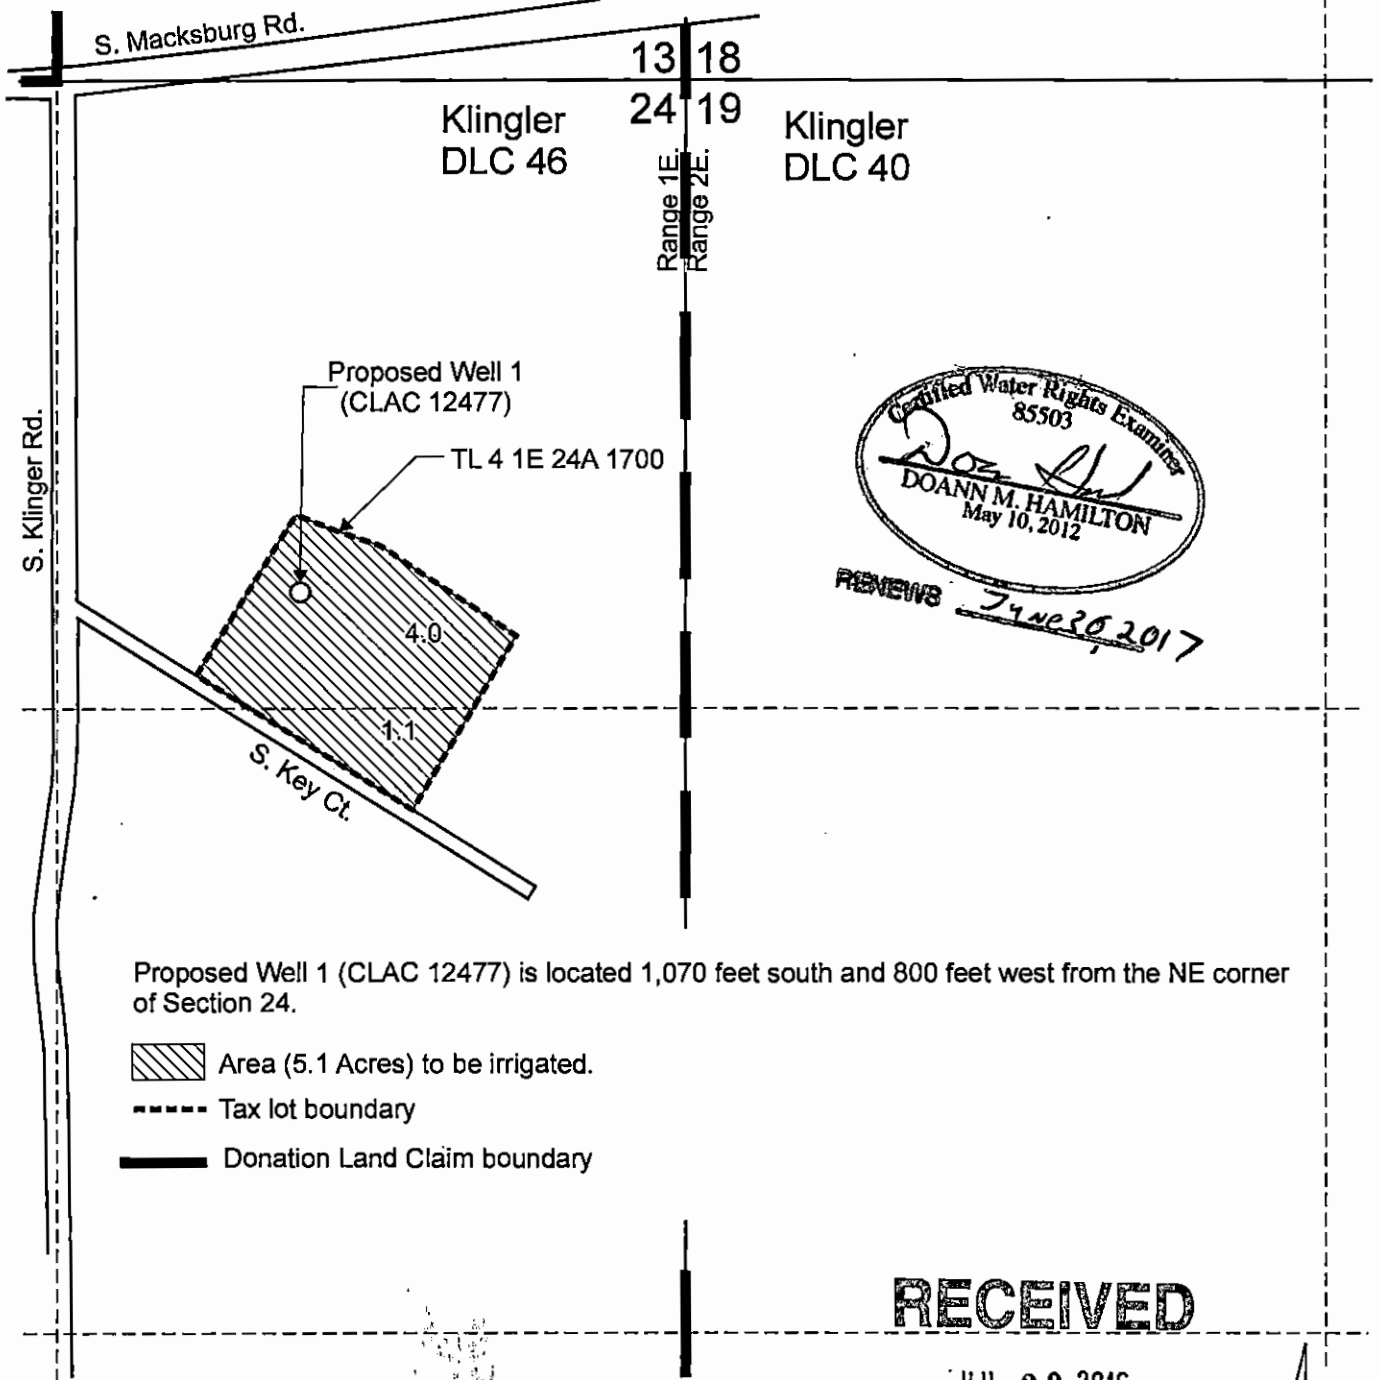 S. Macksburg Rd.
13 18
24 19
Klingler
DLC 46
Klingler
DLC 40
Range 1E.
Range 2E.
Proposed Well 1
(CLAC 12477)
TL 4 1E 24A 1700
S. Klinger Rd.
Certified Water Rights Examiner
85503
DOANN M. HAMILTON
May 10, 2012
RENEWS June 30, 2017
4.0
1.1
S. Key Ct.
Proposed Well 1 (CLAC 12477) is located 1,070 feet south and 800 feet west from the NE corner
of Section 24.
Area (5.1 Acres) to be irrigated.
Tax lot boundary
Donation Land Claim boundary
RECEIVED